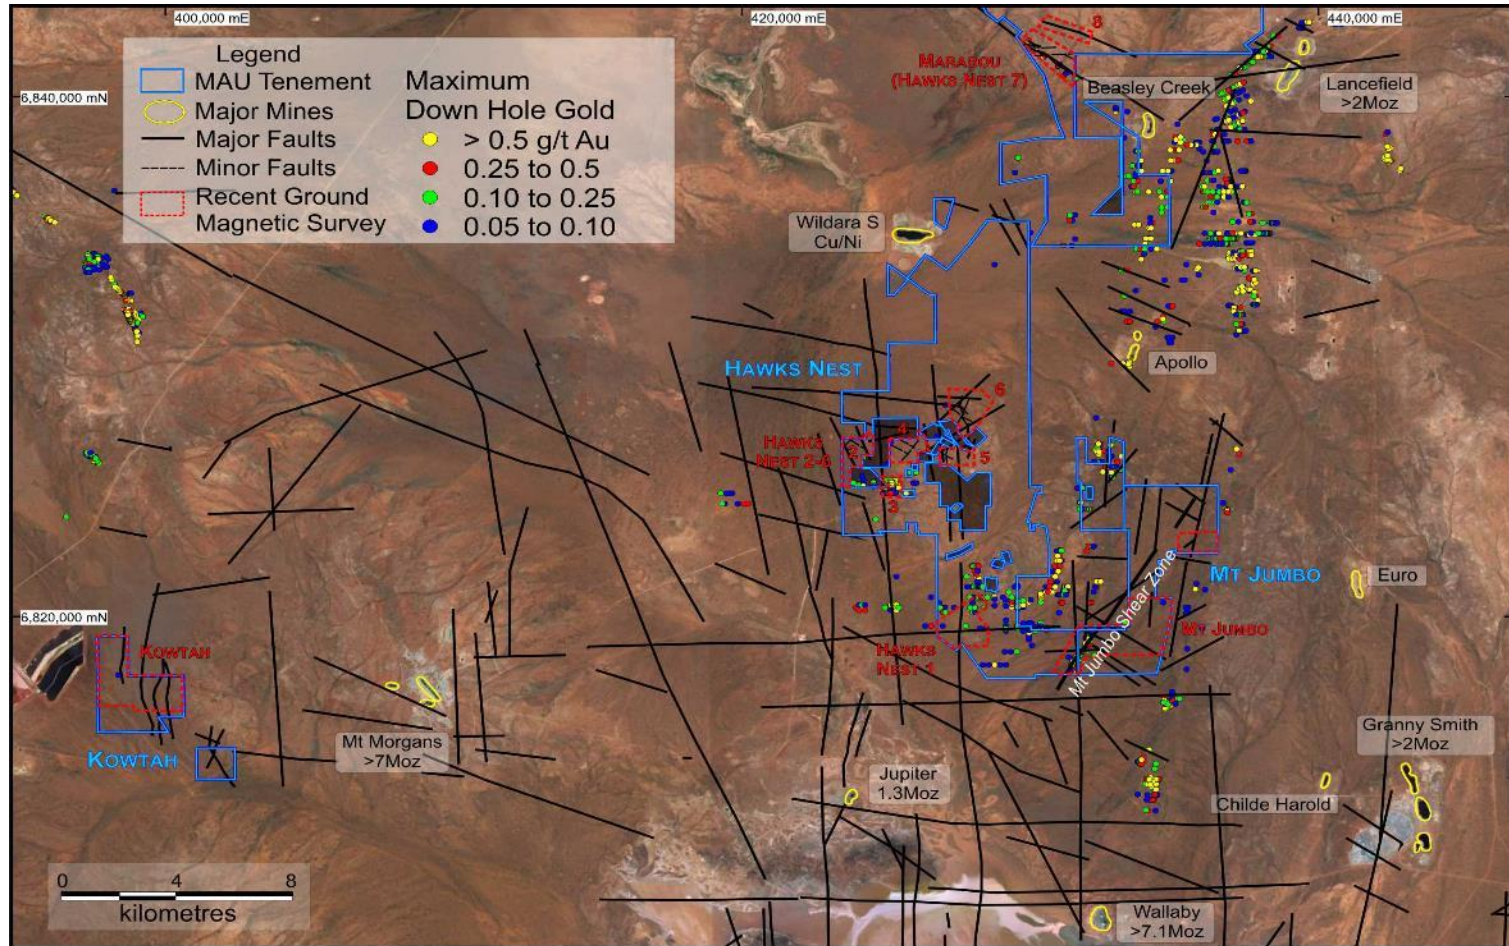 400,000 mE
420,000 mE
440,000 mE
6,840,000 mN
6,820,000 mN
Legend
MAU Tenement
Major Mines
Major Faults
Minor Faults
Recent Ground
Magnetic Survey
Maximum
Down Hole Gold
> 0.5 g/t Au
0.25 to 0.5
0.10 to 0.25
0.05 to 0.10
8
MARABOU
(HAWKS NEST 7)
Beasley Creek
Lancefield
>2Moz
Wildara S
Cu/Ni
Apollo
HAWKS NEST
6
HAWKS
NEST 2-6
2
4
5
3
Mt Jumbo Shear Zone
MT JUMBO
Euro
MT JUMBO
HAWKS
NEST 1
KOWTAH
KOWTAH
Mt Morgans
>7Moz
Jupiter
1.3Moz
Granny Smith
>2Moz
Childe Harold
Wallaby
>7.1Moz
0 4 8
kilometres